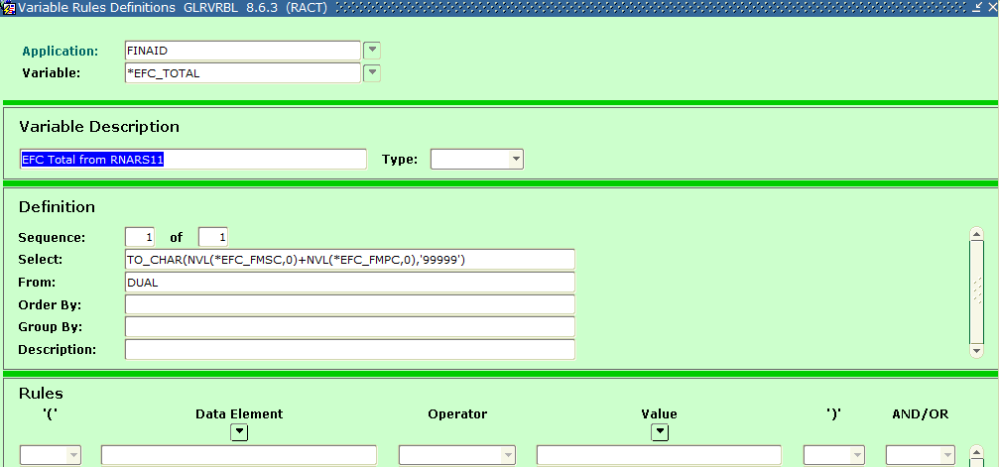 Variable Rules Definitions GLRVRBL 8.6.3 (RACT)
Application: FINAID
Variable: *EFC_TOTAL
Variable Description
EFC Total from RNARS11 Type:
Definition
Sequence: 1 of 1
Select: TO_CHAR(NVL(*EFC_FMSC,0)+NVL(*EFC_FMPC,0),'99999')
From: DUAL
Order By:
Group By:
Description:
Rules
'(' Data Element Operator Value ')' AND/OR